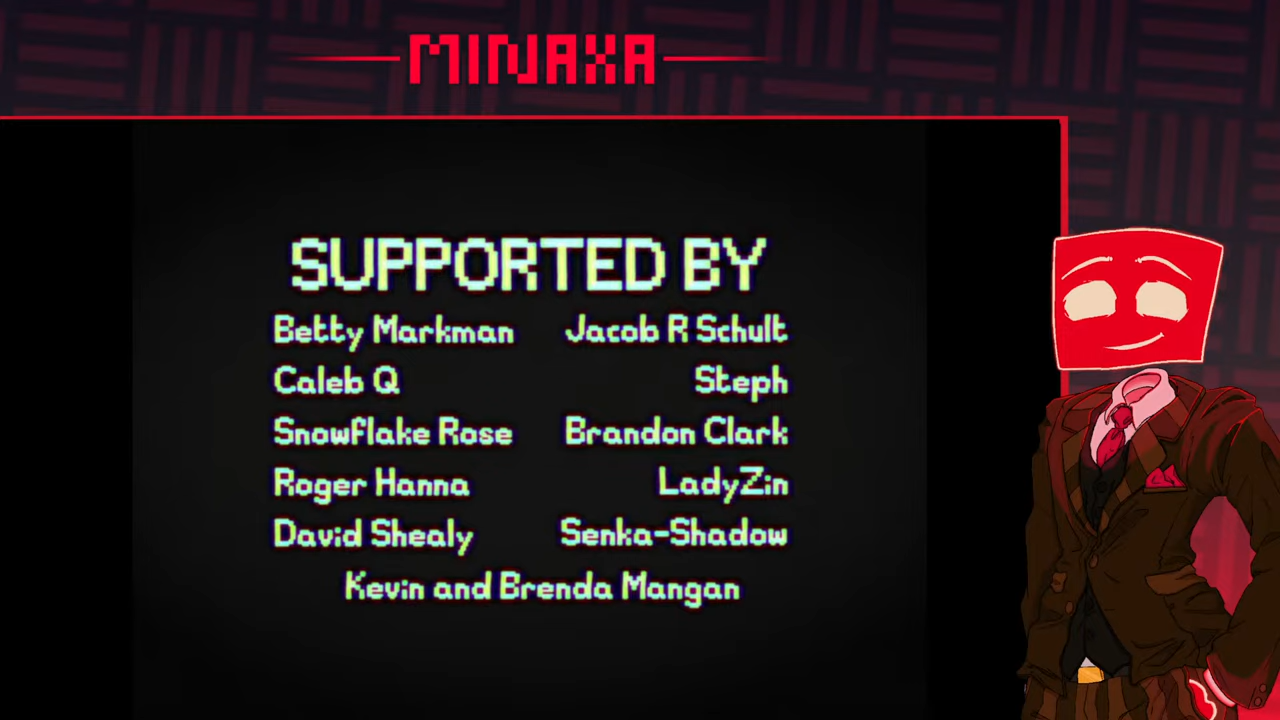 MINAXA
SUPPORTED BY
Betty Markman Jacob R Schult
Caleb Q Steph
Snowflake Rose Brandon Clark
Roger Hanna LadyZin
David Shealy Senka-Shadow
Kevin and Brenda Mangan